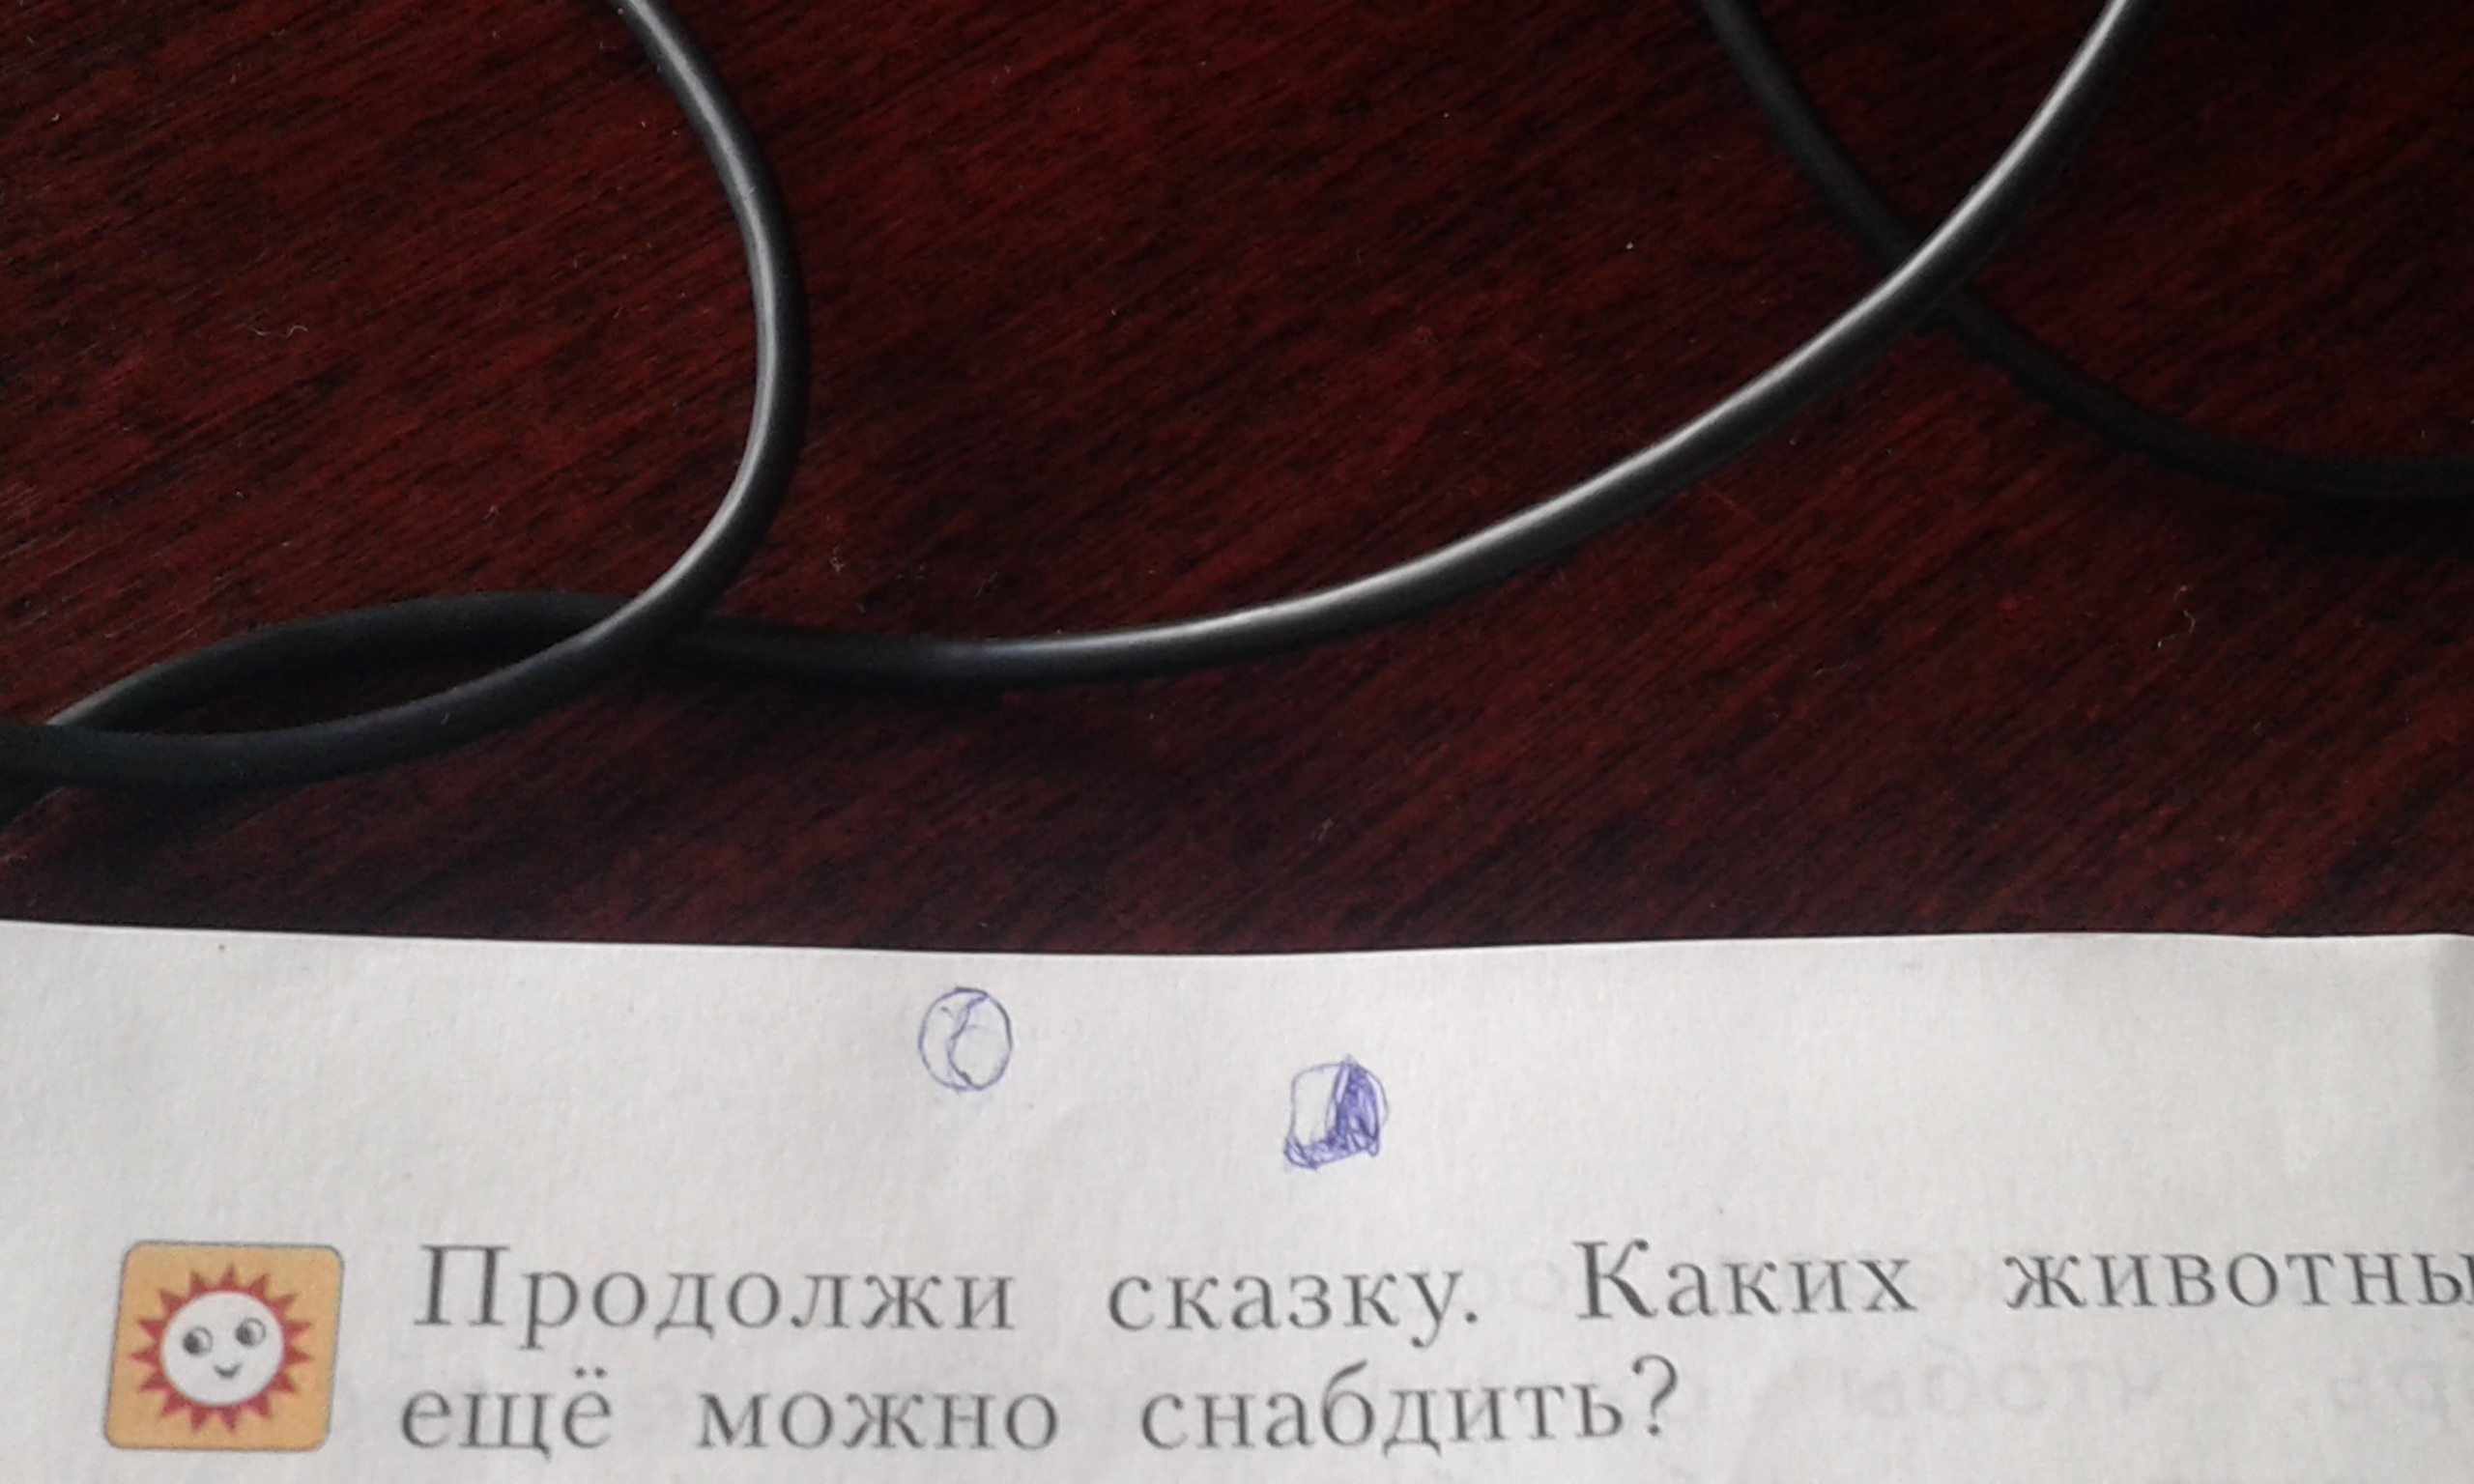 Продолжи сказку. Каких животны
ещё можно снабдить?